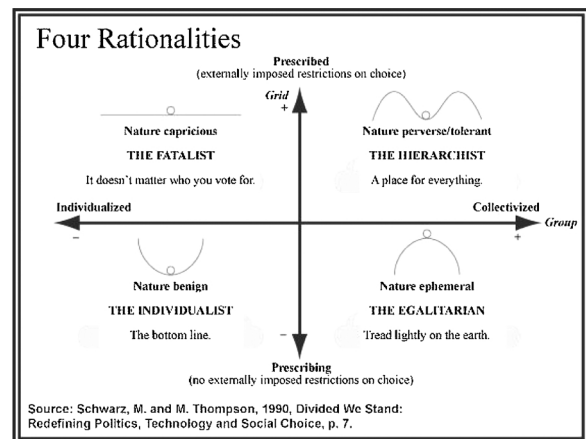 Four Rationalities
Prescribed
(externally imposed restrictions on choice)
Grid
+
Nature capricious
THE FATALIST
It doesn't matter who you vote for.
Nature perverse/tolerant
THE HIERARCHIST
A place for everything.
Individualized
Collectivized
Group
–
+
Nature benign
THE INDIVIDUALIST
The bottom line.
Nature ephemeral
THE EGALITARIAN
Tread lightly on the earth.
–
Prescribing
(no externally imposed restrictions on choice)
Source: Schwarz, M. and M. Thompson, 1990, Divided We Stand:
Redefining Politics, Technology and Social Choice, p. 7.